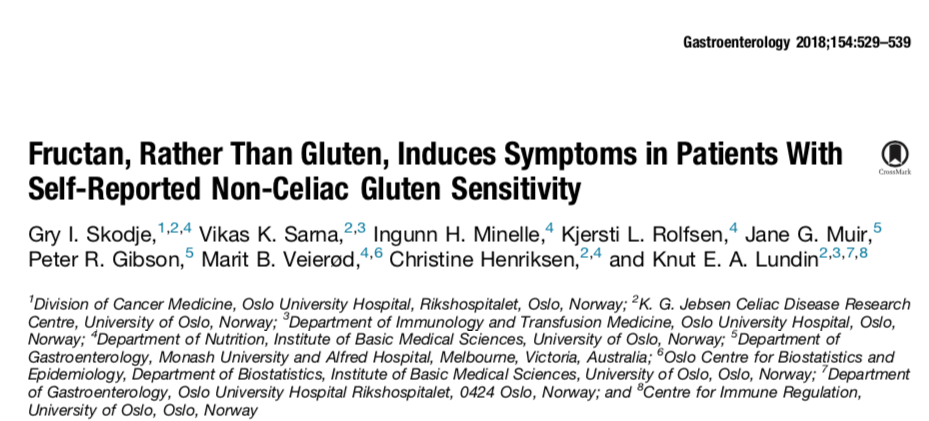 Gastroenterology 2018;154:529–539
Fructan, Rather Than Gluten, Induces Symptoms in Patients With
Self-Reported Non-Celiac Gluten Sensitivity
CrossMark
Gry I. Skodje,1,2,4 Vikas K. Sarna,2,3 Ingunn H. Minelle,4 Kjersti L. Rolfsen,4 Jane G. Muir,5
Peter R. Gibson,5 Marit B. Veierød,4,6 Christine Henriksen,2,4 and Knut E. A. Lundin2,3,7,8
1Division of Cancer Medicine, Oslo University Hospital, Rikshospitalet, Oslo, Norway; 2K. G. Jebsen Celiac Disease Research
Centre, University of Oslo, Norway; 3Department of Immunology and Transfusion Medicine, Oslo University Hospital, Oslo,
Norway; 4Department of Nutrition, Institute of Basic Medical Sciences, University of Oslo, Norway; 5Department of
Gastroenterology, Monash University and Alfred Hospital, Melbourne, Victoria, Australia; 6Oslo Centre for Biostatistics and
Epidemiology, Department of Biostatistics, Institute of Basic Medical Sciences, University of Oslo, Oslo, Norway; 7Department
of Gastroenterology, Oslo University Hospital Rikshospitalet, 0424 Oslo, Norway; and 8Centre for Immune Regulation,
University of Oslo, Oslo, Norway